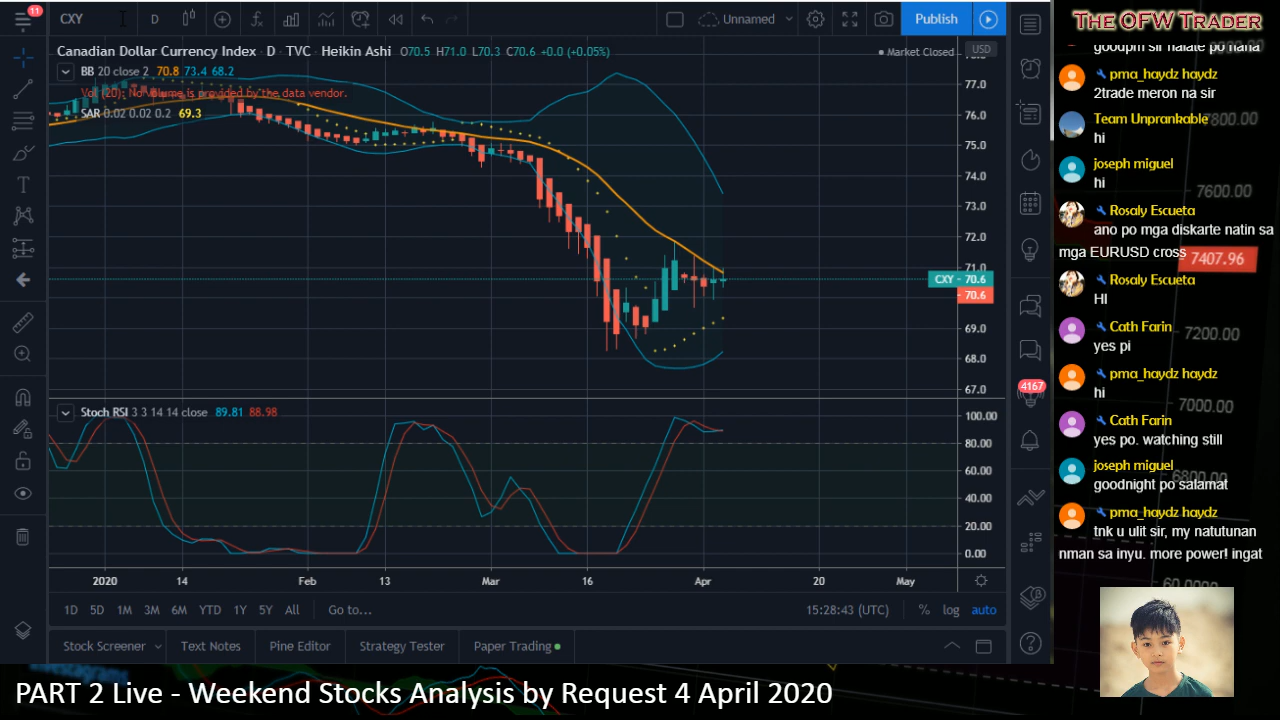 11
CXY
D
Unnamed
Publish
Canadian Dollar Currency Index · D · TVC · Heikin Ashi O70.5 H71.0 L70.3 C70.6 +0.0 (+0.05%)
Market Closed
USD
BB 20 close 2 70.8 73.4 68.2
Vol (20): No volume is provided by the data vendor.
SAR 0.02 0.02 0.2 69.3
77.0
76.0
75.0
74.0
73.0
72.0
71.0
CXY - 70.6
70.6
69.0
68.0
67.0
Stoch RSI 3 3 14 14 close 89.81 88.98
100.00
80.00
60.00
40.00
20.00
0.00
2020 14 Feb 13 Mar 16 Apr 20 May
1D 5D 1M 3M 6M YTD 1Y 5Y All Go to...
15:28:43 (UTC) % log auto
Stock Screener Text Notes Pine Editor Strategy Tester Paper Trading
4167
The OFW Trader
pma_haydz haydz
2trade meron na sir
Team Unprankable
7800.00
hi
joseph miguel
hi
7600.00
Rosaly Escueta
ano po mga diskarte natin sa
mga EURUSD cross
7407.96
Rosaly Escueta
HI
Cath Farin
7200.00
yes pi
pma_haydz haydz
hi
7000.00
Cath Farin
yes po. watching still
joseph miguel
6800.00
goodnight po salamat
pma_haydz haydz
tnk u ulit sir, my natutunan
nman sa inyu. more power! ingat
PART 2 Live - Weekend Stocks Analysis by Request 4 April 2020